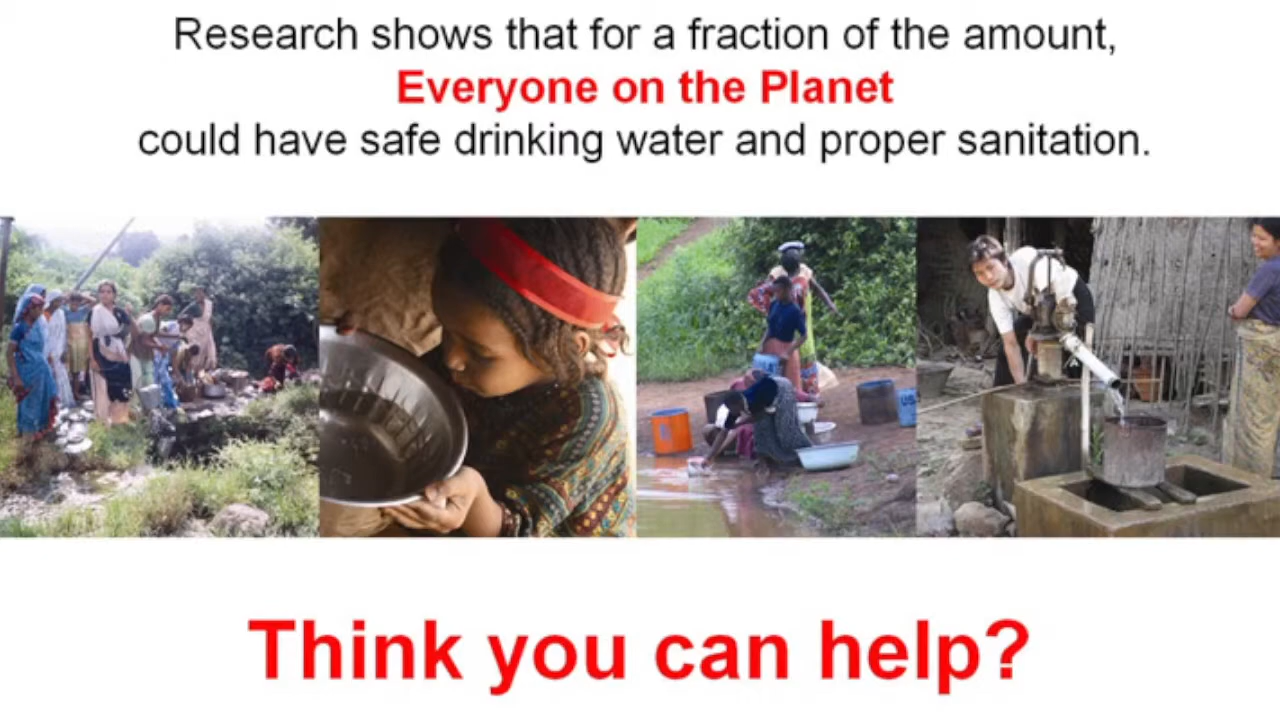 Research shows that for a fraction of the amount,
Everyone on the Planet
could have safe drinking water and proper sanitation.
Think you can help?